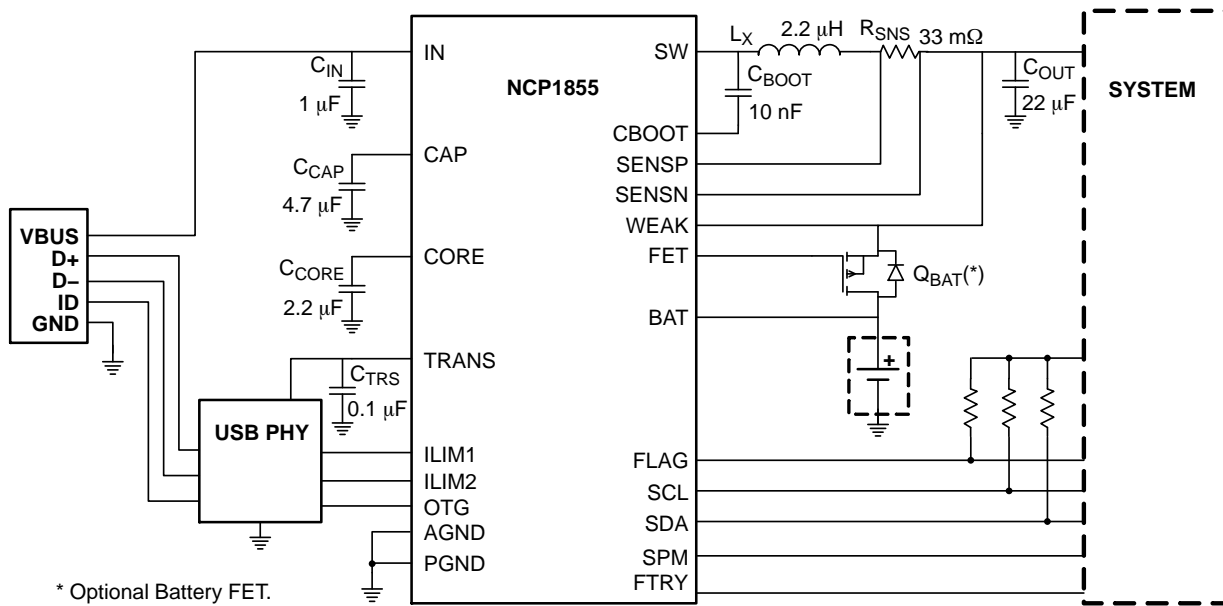 IN
C_IN
1 μF
CAP
C_CAP
4.7 μF
CORE
C_CORE
2.2 μF
TRANS
C_TRS
0.1 μF
VBUS
D+
D–
ID
GND
USB PHY
ILIM1
ILIM2
OTG
AGND
PGND
* Optional Battery FET.
NCP1855
SW
CBOOT
SENSP
SENSN
WEAK
FET
BAT
FLAG
SCL
SDA
SPM
FTRY
L_X
2.2 μH
R_SNS
33 mΩ
C_BOOT
10 nF
C_OUT
22 μF
Q_BAT(*)
+
SYSTEM